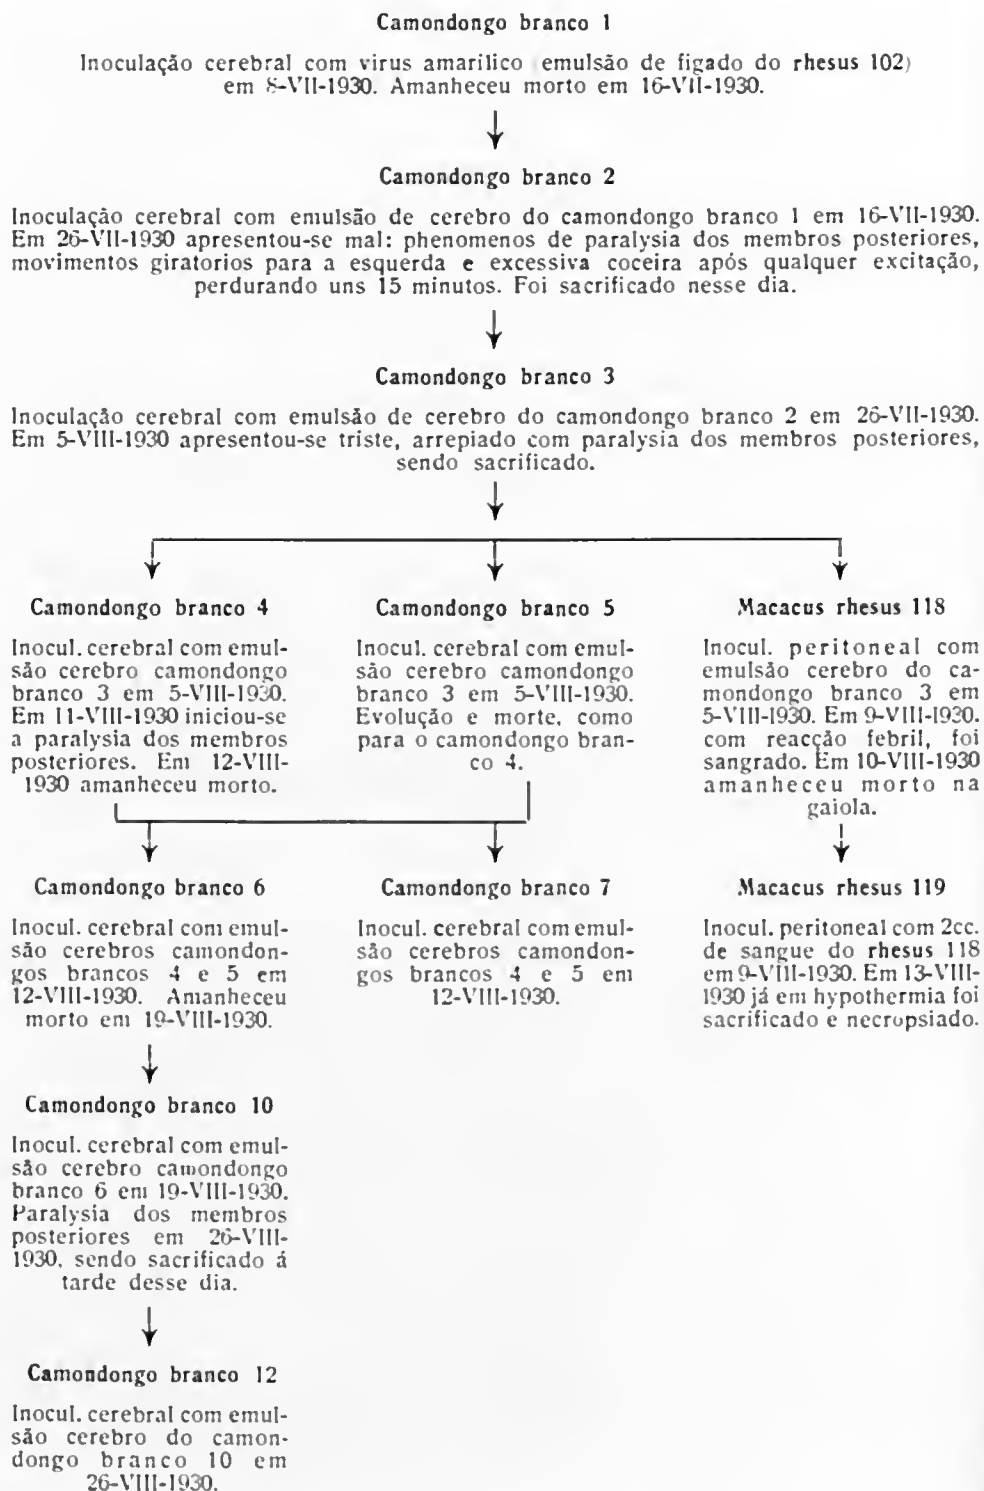 Camondongo branco 1
Inoculação cerebral com virus amarilico (emulsão de figado do rhesus 102)
em 8-VII-1930. Amanheceu morto em 16-VII-1930.
Camondongo branco 2
Inoculação cerebral com emulsão de cerebro do camondongo branco 1 em 16-VII-1930.
Em 26-VII-1930 apresentou-se mal: phenomenos de paralysia dos membros posteriores,
movimentos giratorios para a esquerda e excessiva coceira após qualquer excitação,
perdurando uns 15 minutos. Foi sacrificado nesse dia.
Camondongo branco 3
Inoculação cerebral com emulsão de cerebro do camondongo branco 2 em 26-VII-1930.
Em 5-VIII-1930 apresentou-se triste, arrepiado com paralysia dos membros posteriores,
sendo sacrificado.
Camondongo branco 4
Inocul. cerebral com emul-
são cerebro camondongo
branco 3 em 5-VIII-1930.
Em 11-VIII-1930 iniciou-se
a paralysia dos membros
posteriores. Em 12-VIII-
1930 amanheceu morto.
Camondongo branco 5
Inocul. cerebral com emul-
são cerebro camondongo
branco 3 em 5-VIII-1930.
Evolução e morte, como
para o camondongo bran-
co 4.
Macacus rhesus 118
Inocul. peritoneal com
emulsão cerebro do ca-
mondongo branco 3 em
5-VIII-1930. Em 9-VIII-1930.
com reacção febril, foi
sangrado. Em 10-VIII-1930
amanheceu morto na
gaiola.
Camondongo branco 6
Inocul. cerebral com emul-
são cerebros camondon-
gos brancos 4 e 5 em
12-VIII-1930. Amanheceu
morto em 19-VIII-1930.
Camondongo branco 7
Inocul. cerebral com emul-
são cerebros camondon-
gos brancos 4 e 5 em
12-VIII-1930.
Macacus rhesus 119
Inocul. peritoneal com 2cc.
de sangue do rhesus 118
em 9-VIII-1930. Em 13-VIII-
1930 já em hypothermia foi
sacrificado e necropsiado.
Camondongo branco 10
Inocul. cerebral com emul-
são cerebro camondongo
branco 6 em 19-VIII-1930.
Paralysia dos membros
posteriores em 26-VIII-
1930, sendo sacrificado á
tarde desse dia.
Camondongo branco 12
Inocul. cerebral com emul-
são cerebro do camon-
dongo branco 10 em
26-VIII-1930.